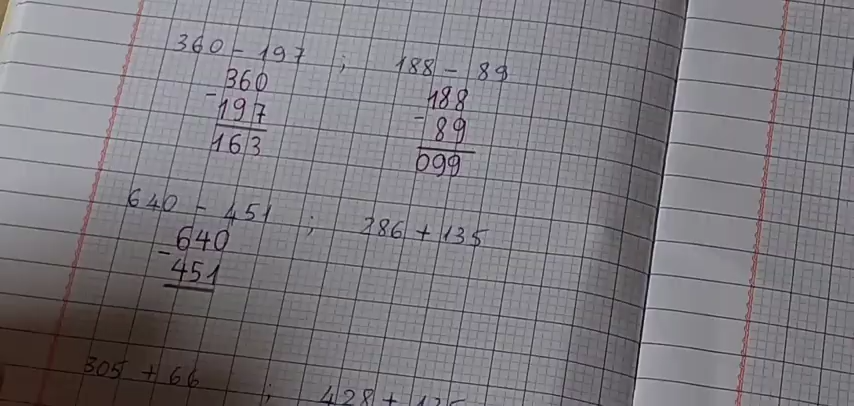 360 - 197 ; 188 - 89
360
- 197
163
188
- 89
099
640 - 451 ; 286 + 135
640
- 451
305 + 66 ; 428 +